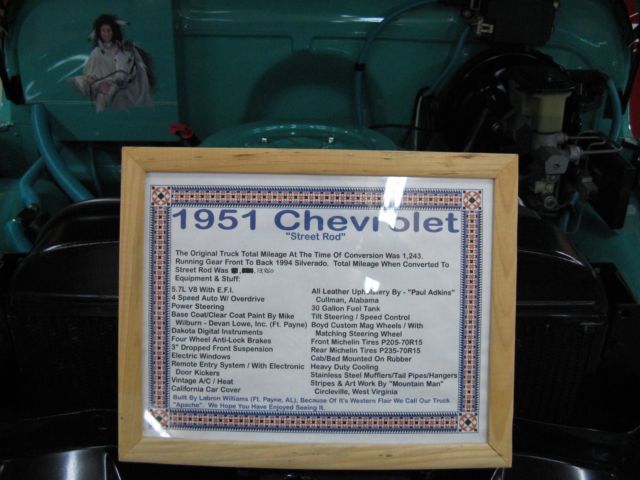 1951 Chevrolet
"Street Rod"
The Original Truck Total Mileage At The Time Of Conversion Was 1,243.
Running Gear Front To Back 1994 Silverado. Total Mileage When Converted To
Street Rod Was
Equipment & Stuff:
5.7L V8 With E.F.I.
4 Speed Auto W/ Overdrive
Power Steering
Base Coat/Clear Coat Paint By Mike
Wilburn - Devan Lowe, Inc. (Ft. Payne)
Dakota Digital Instruments
Four Wheel Anti-Lock Brakes
3" Dropped Front Suspension
Electric Windows
Remote Entry System / With Electronic
Door Kickers
Vintage A/C / Heat
California Car Cover
All Leather Upholstery By - "Paul Adkins"
Cullman, Alabama
30 Gallon Fuel Tank
Tilt Steering / Speed Control
Boyd Custom Mag Wheels / With
Matching Steering Wheel
Front Michelin Tires P205-70R15
Rear Michelin Tires P235-70R15
Cab/Bed Mounted On Rubber
Heavy Duty Cooling
Stainless Steel Mufflers/Tail Pipes/Hangers
Stripes & Art Work By "Mountain Man"
Circleville, West Virginia
Built By Labron Williams (Ft. Payne, AL), Because Of It's Western Flair We Call Our Truck
"Apache". We Hope You Have Enjoyed Seeing It.